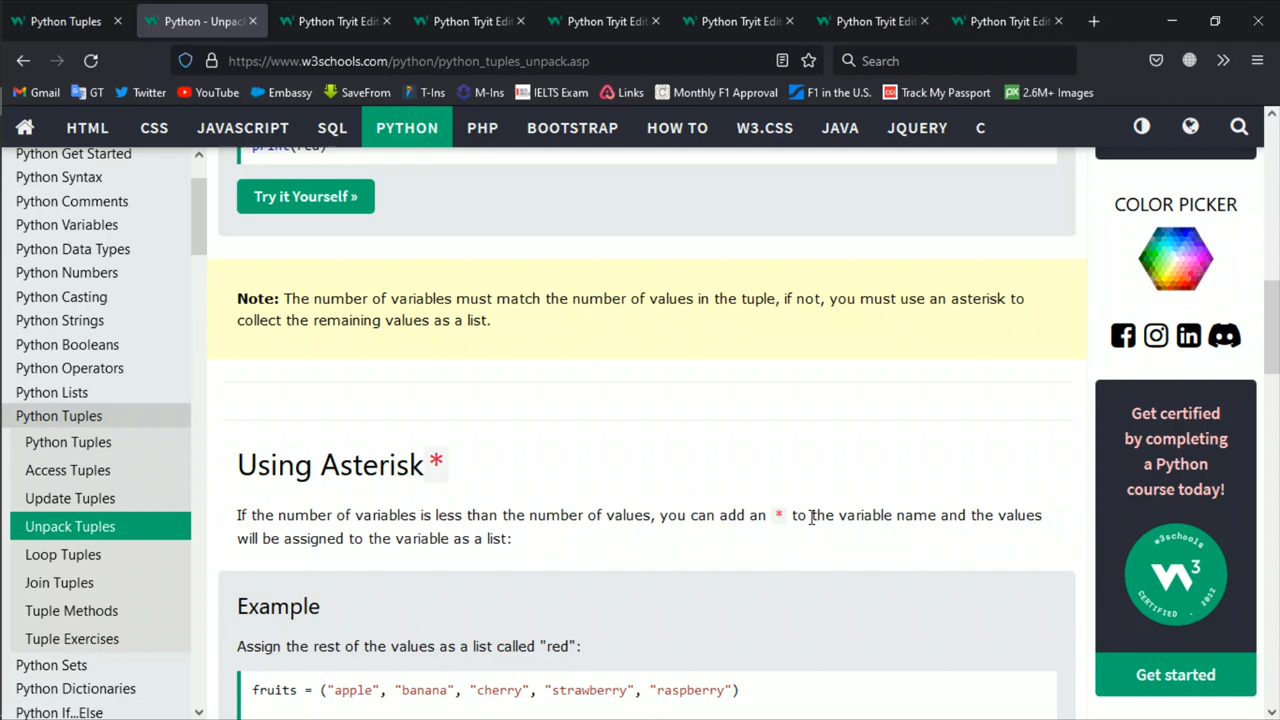 Python Tuples
Python - Unpack
Python Tryit Edit
Python Tryit Edit
Python Tryit Edit
Python Tryit Edit
Python Tryit Edit
Python Tryit Edit
https://www.w3schools.com/python/python_tuples_unpack.asp
Search
Gmail
GT
Twitter
YouTube
Embassy
SaveFrom
T-Ins
M-Ins
IELTS Exam
Links
Monthly F1 Approval
F1 in the U.S.
CGI
Track My Passport
px
2.6M+ Images
HTML
CSS
JAVASCRIPT
SQL
PYTHON
PHP
BOOTSTRAP
HOW TO
W3.CSS
JAVA
JQUERY
C
Python Get Started
Python Syntax
Python Comments
Python Variables
Python Data Types
Python Numbers
Python Casting
Python Strings
Python Booleans
Python Operators
Python Lists
Python Tuples
Python Tuples
Access Tuples
Update Tuples
Unpack Tuples
Loop Tuples
Join Tuples
Tuple Methods
Tuple Exercises
Python Sets
Python Dictionaries
Python If...Else
print(red)
Try it Yourself »
Note: The number of variables must match the number of values in the tuple, if not, you must use an asterisk to
collect the remaining values as a list.
Using Asterisk *
If the number of variables is less than the number of values, you can add an * to the variable name and the values
will be assigned to the variable as a list:
Example
Assign the rest of the values as a list called "red":
fruits = ("apple", "banana", "cherry", "strawberry", "raspberry")
COLOR PICKER
Get certified
by completing
a Python
course today!
w3schools
W3
CERTIFIED . 2022
Get started